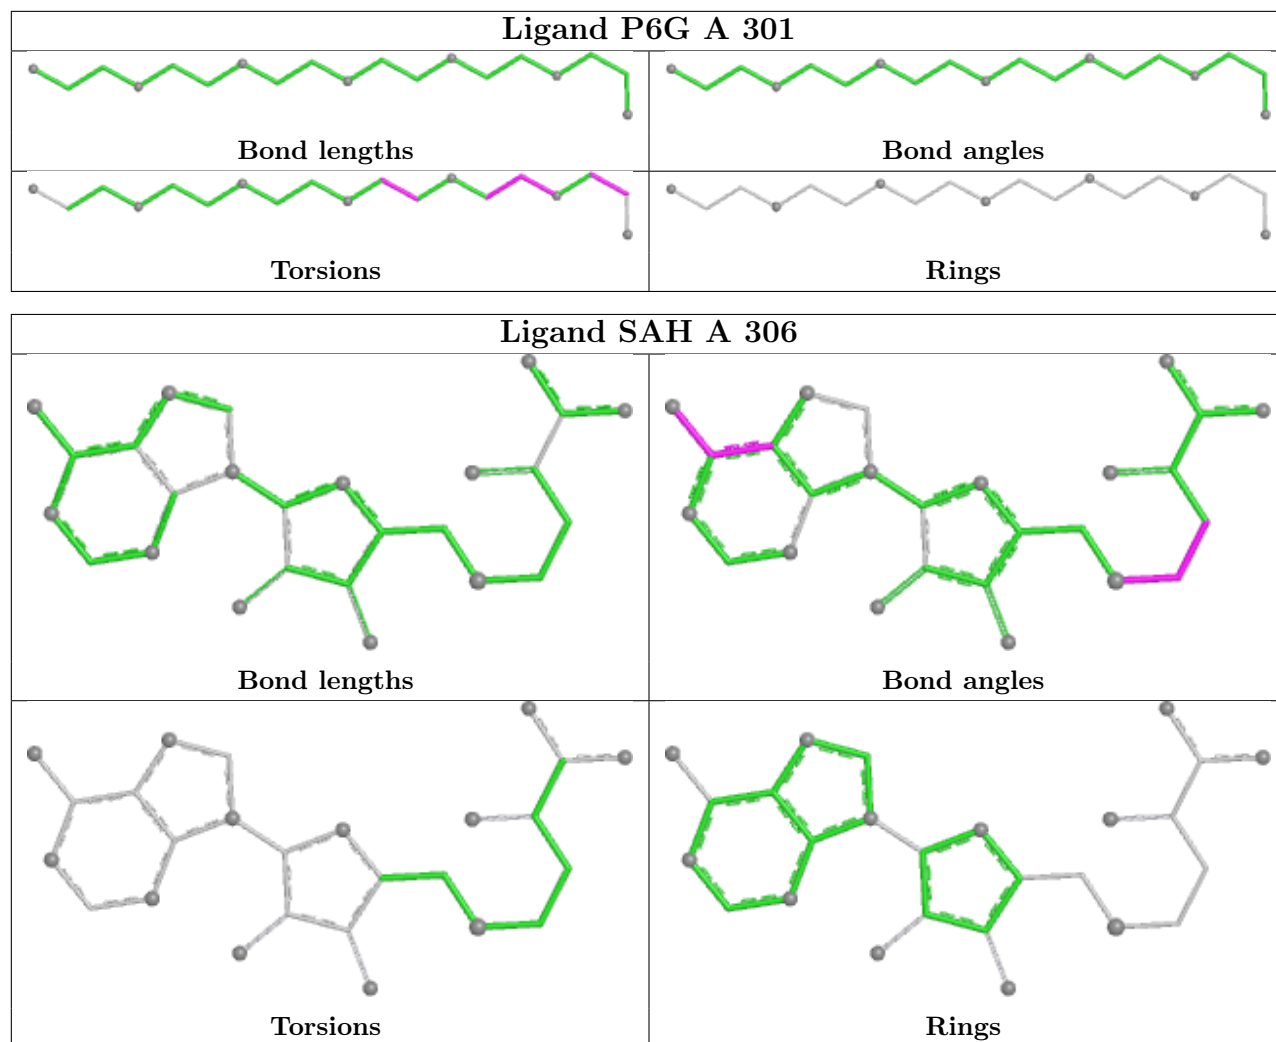 Ligand P6G A 301
Bond lengths
Bond angles
Torsions
Rings
Ligand SAH A 306
Bond lengths
Bond angles
Torsions
Rings